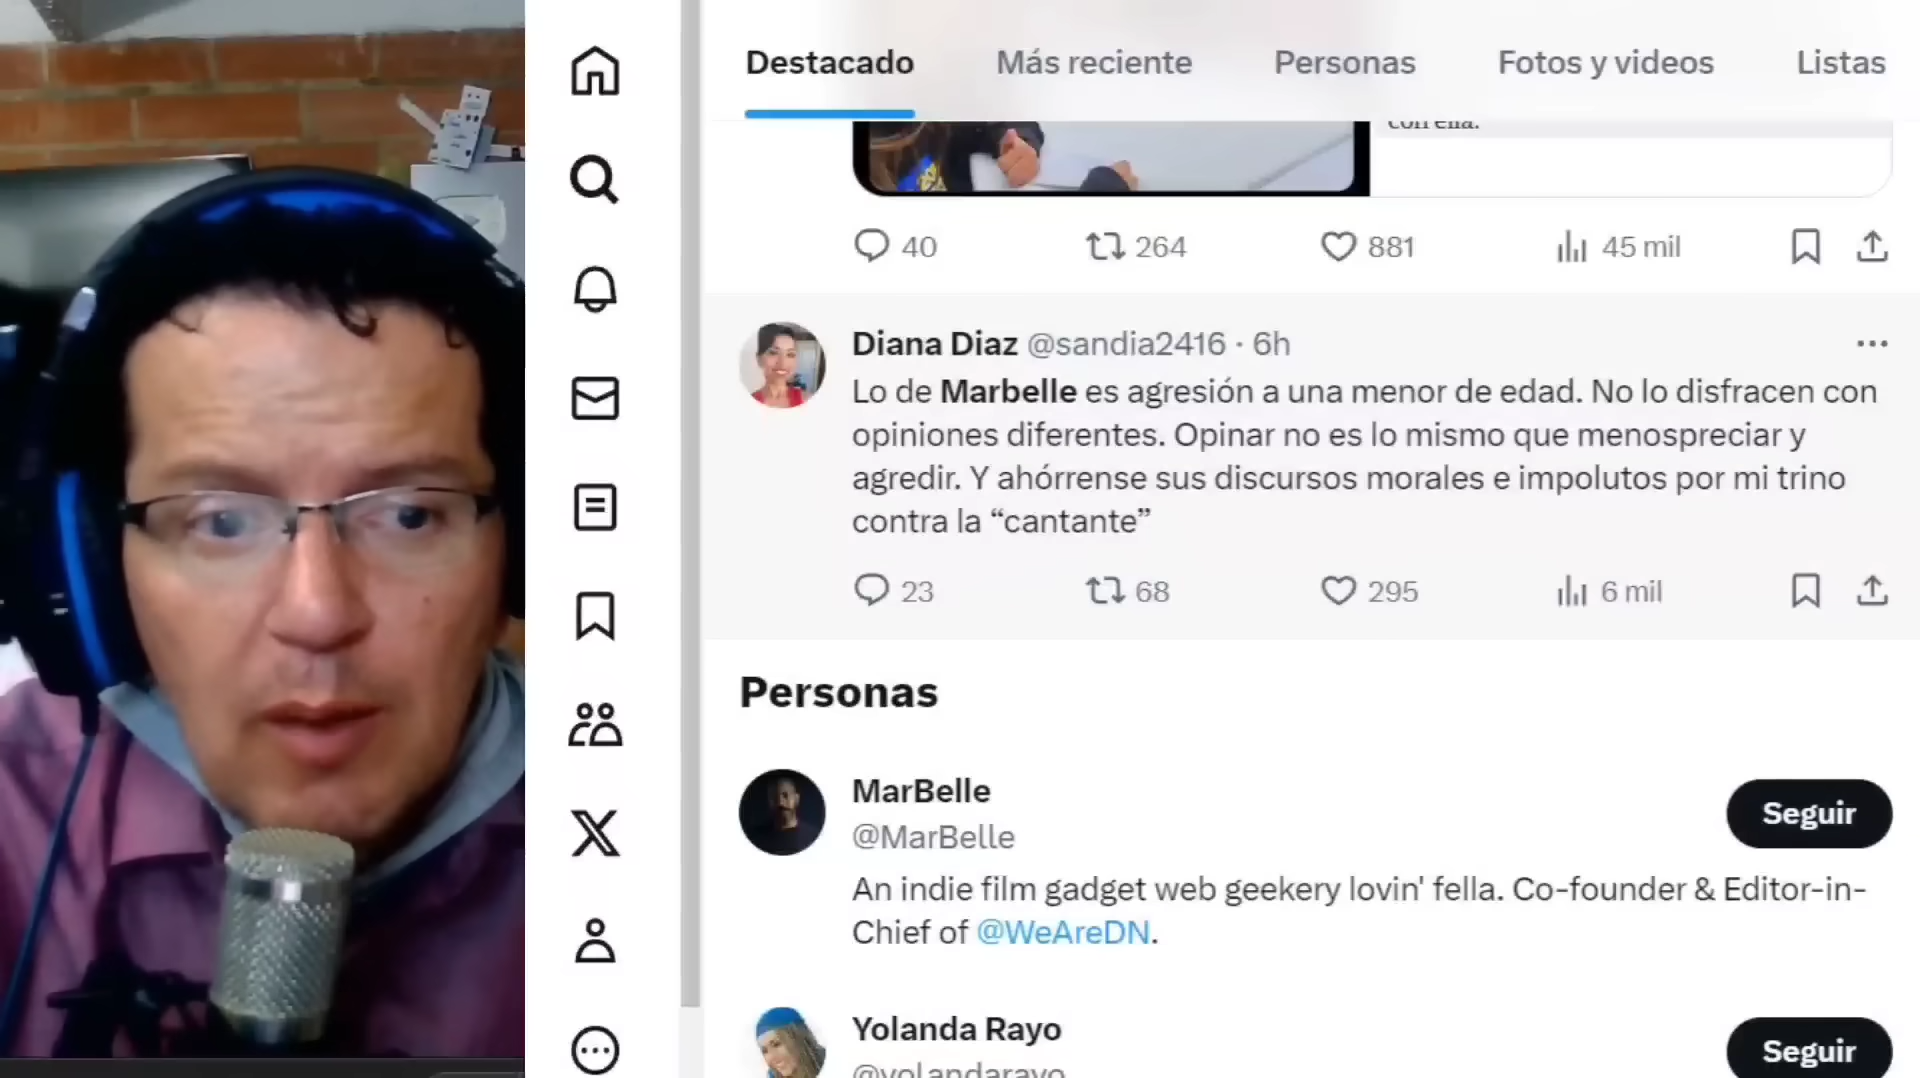 Destacado
Más reciente
Personas
Fotos y videos
Listas
con ella.
40
264
881
45 mil
Diana Diaz @sandia2416 · 6h
Lo de Marbelle es agresión a una menor de edad. No lo disfracen con
opiniones diferentes. Opinar no es lo mismo que menospreciar y
agredir. Y ahórrense sus discursos morales e impolutos por mi trino
contra la “cantante”
23
68
295
6 mil
Personas
MarBelle
@MarBelle
Seguir
An indie film gadget web geekery lovin' fella. Co-founder & Editor-in-
Chief of @WeAreDN.
Yolanda Rayo
@yolandarayo
Seguir